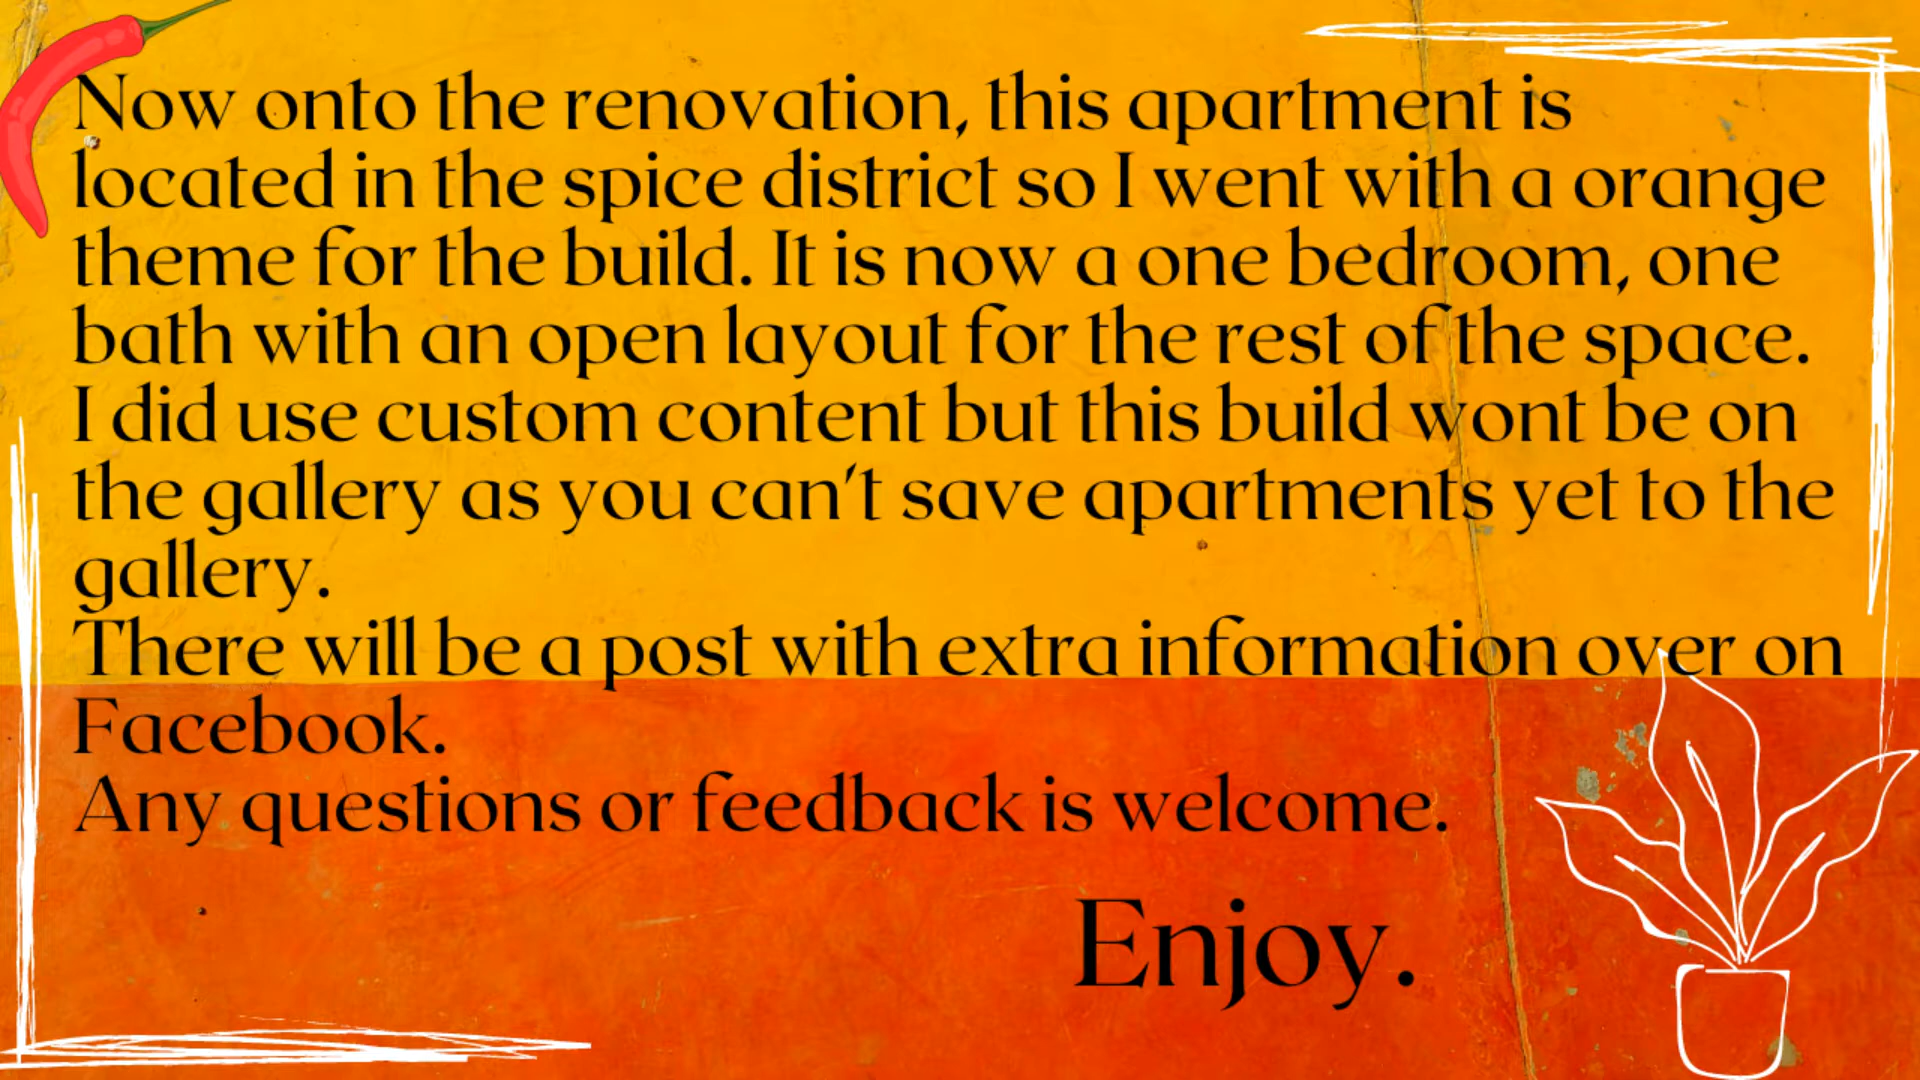 Now onto the renovation, this apartment is
located in the spice district so I went with a orange
theme for the build. It is now a one bedroom, one
bath with an open layout for the rest of the space.
I did use custom content but this build wont be on
the gallery as you can't save apartments yet to the
gallery.
There will be a post with extra information over on
Facebook.
Any questions or feedback is welcome.
Enjoy.